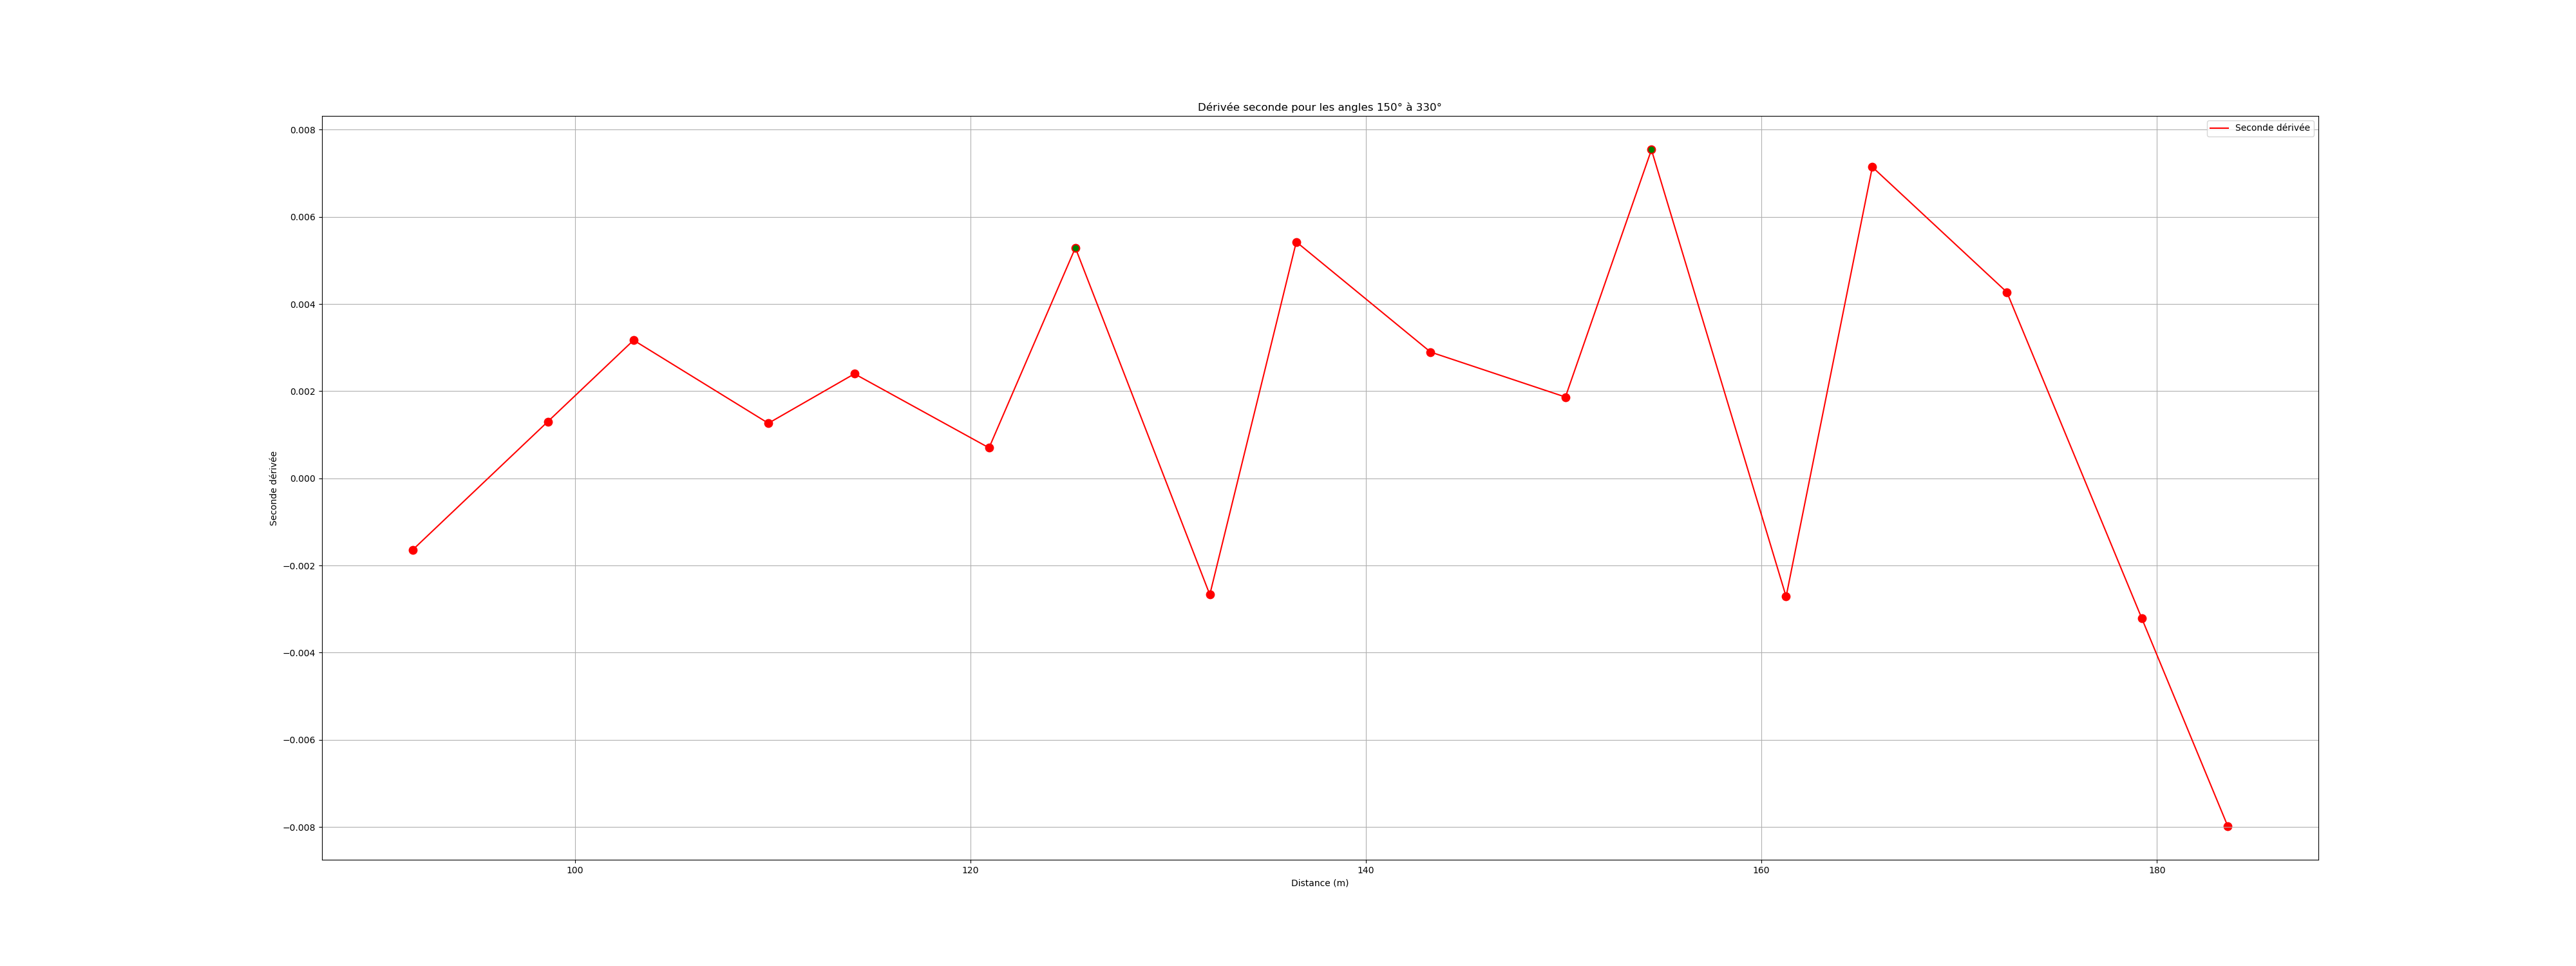 Dérivée seconde pour les angles 150° à 330°
Seconde dérivée
0.008
0.006
0.004
0.002
0.000
−0.002
−0.004
−0.006
−0.008
Seconde dérivée
100 120 140 160 180
Distance (m)